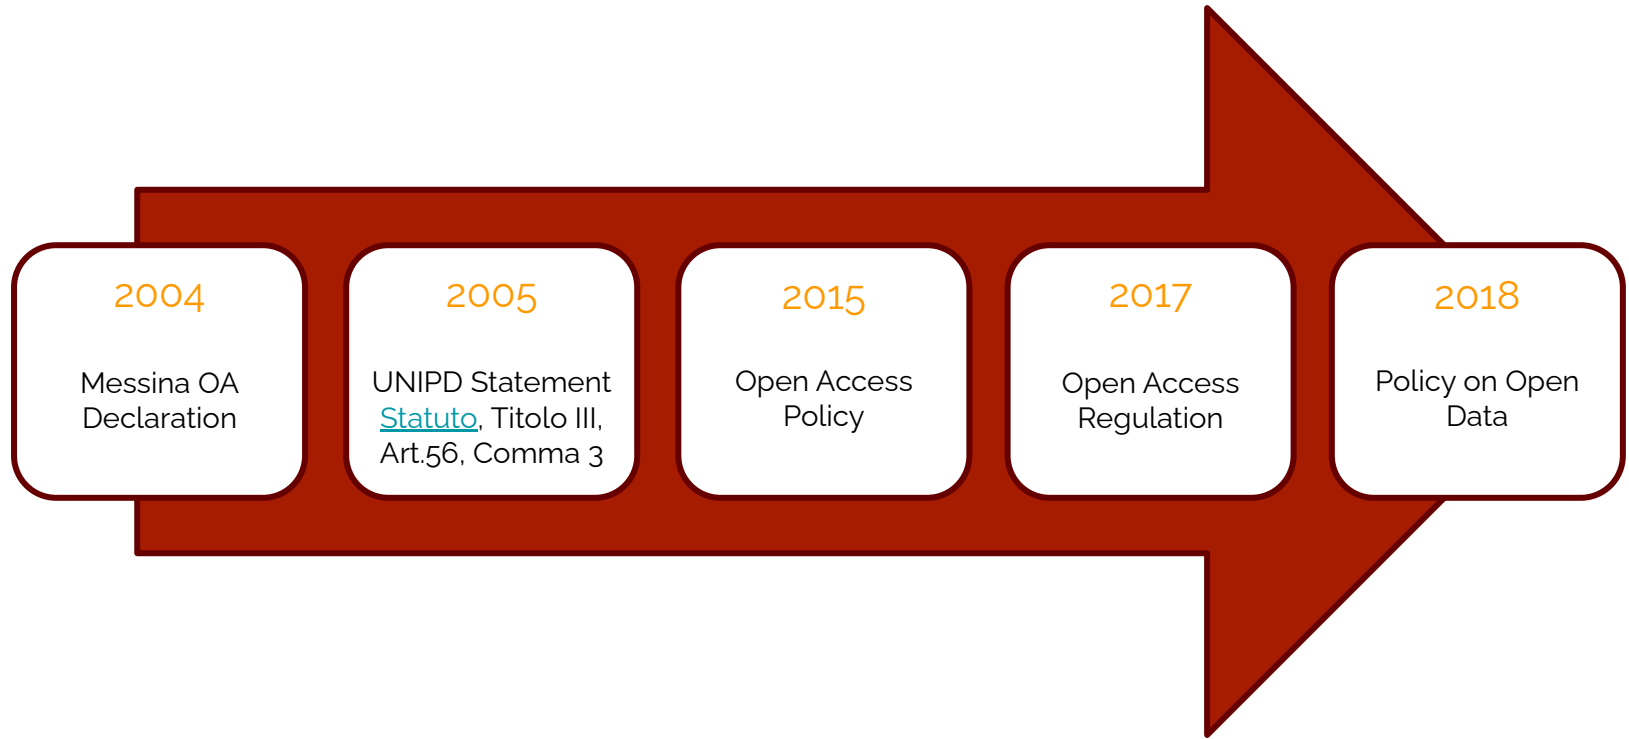 2004
Messina OA
Declaration
2005
UNIPD Statement
Statuto, Titolo III,
Art.56, Comma 3
2015
Open Access
Policy
2017
Open Access
Regulation
2018
Policy on Open
Data